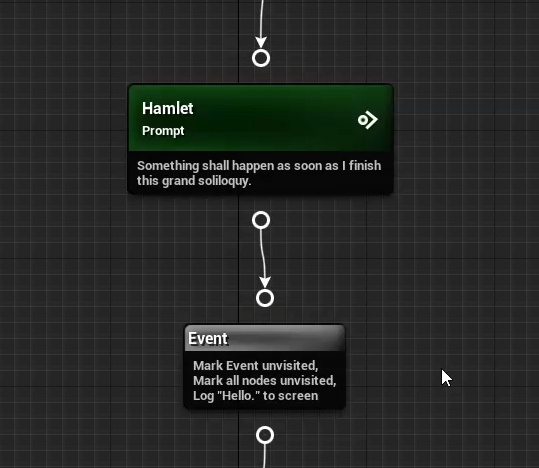 Hamlet
Prompt
Something shall happen as soon as I finish
this grand soliloquy.
Event
Mark Event unvisited,
Mark all nodes unvisited,
Log "Hello." to screen